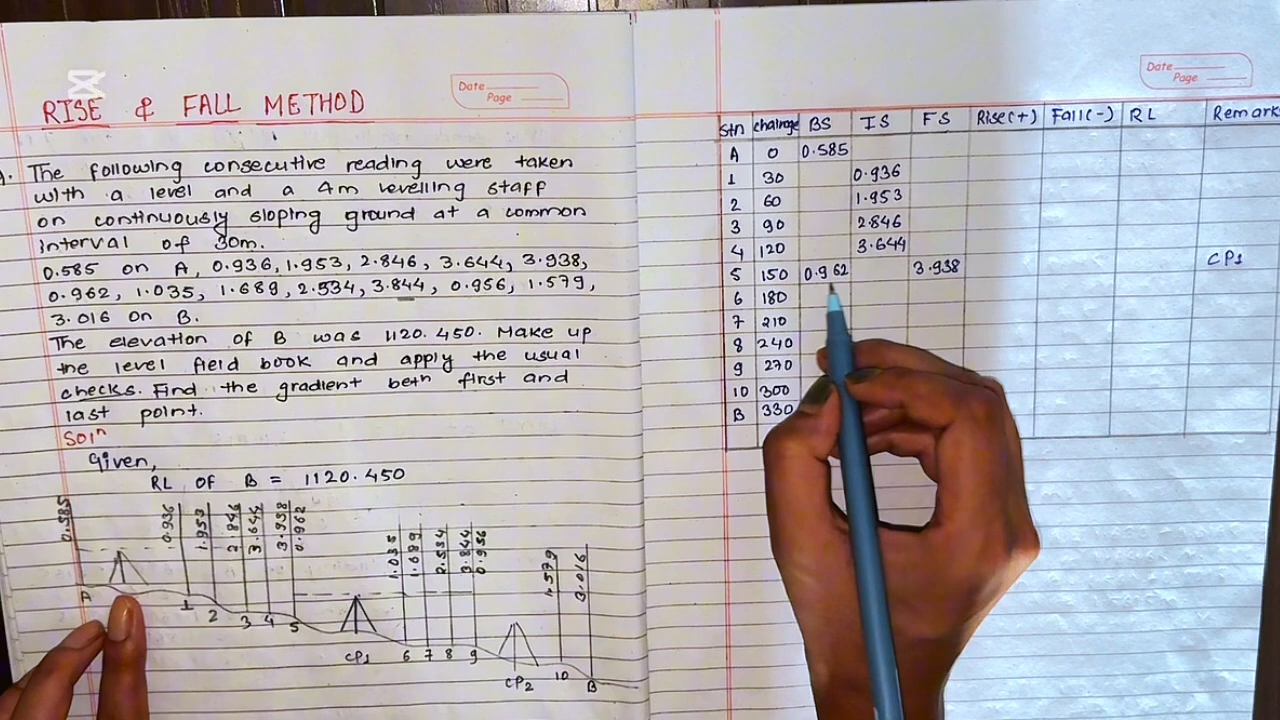 RISE & FALL METHOD
Date
Page
The following consecutive reading were taken
with a level and a 4m levelling staff
on continuously sloping ground at a common
interval of 30m.
0.585 on A, 0.936, 1.953, 2.846, 3.644, 3.938,
0.962, 1.035, 1.689, 2.534, 3.844, 0.956, 1.579,
3.016 on B.
The elevation of B was 1120.450. Make up
the level field book and apply the usual
checks. Find the gradient betn first and
last point.
Soln
Given,
RL OF B = 1120.450
0.585
0.936
1.953
2.846
3.644
3.938
0.962
1.035
1.689
2.534
3.844
0.956
1.579
3.016
A 1 2 3 4 5 CP1 6 7 8 9 CP2 10 B
Date
Page
Stn chainage BS IS FS Rise(+) Fall(-) RL Remark
A 0 0.585
1 30 0.936
2 60 1.953
3 90 2.846
4 120 3.644
5 150 0.962 3.938 CP1
6 180
7 210
8 240
9 270
10 300
B 330